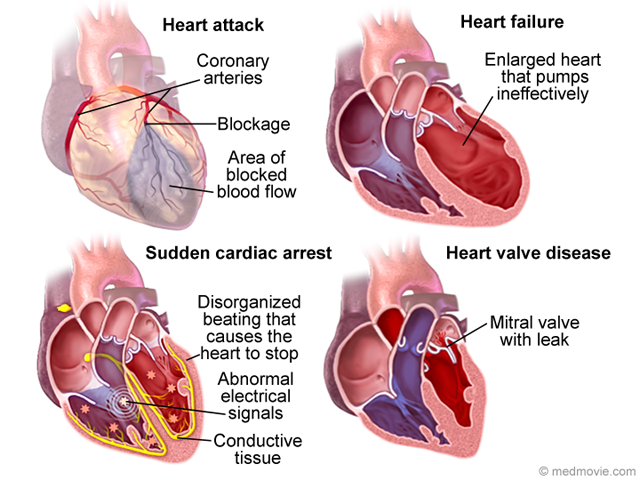 Heart attack
Coronary
arteries
Blockage
Area of
blocked
blood flow
Heart failure
Enlarged heart
that pumps
ineffectively
Sudden cardiac arrest
Disorganized
beating that
causes the
heart to stop
Abnormal
electrical
signals
Conductive
tissue
Heart valve disease
Mitral valve
with leak
© medmovie.com